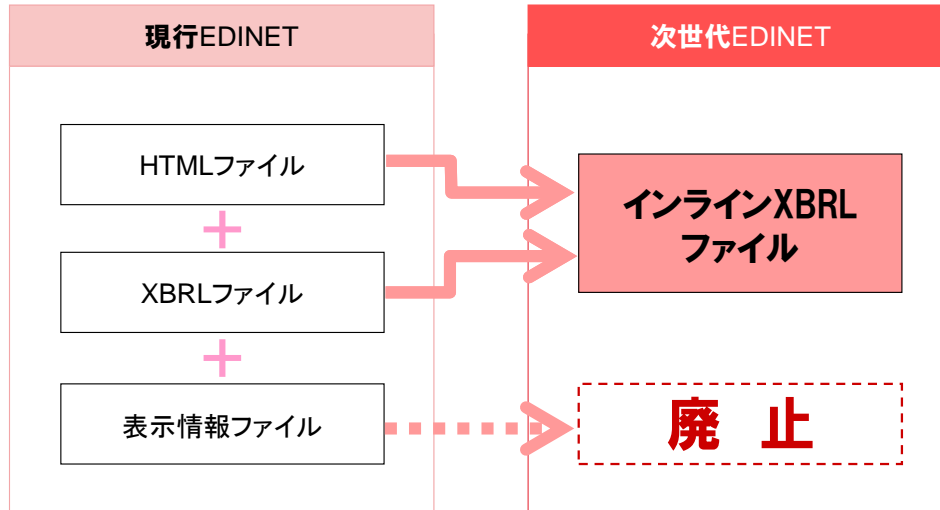 現行EDINET
次世代EDINET
HTMLファイル
+
XBRLファイル
+
表示情報ファイル
インラインXBRL
ファイル
廃 止